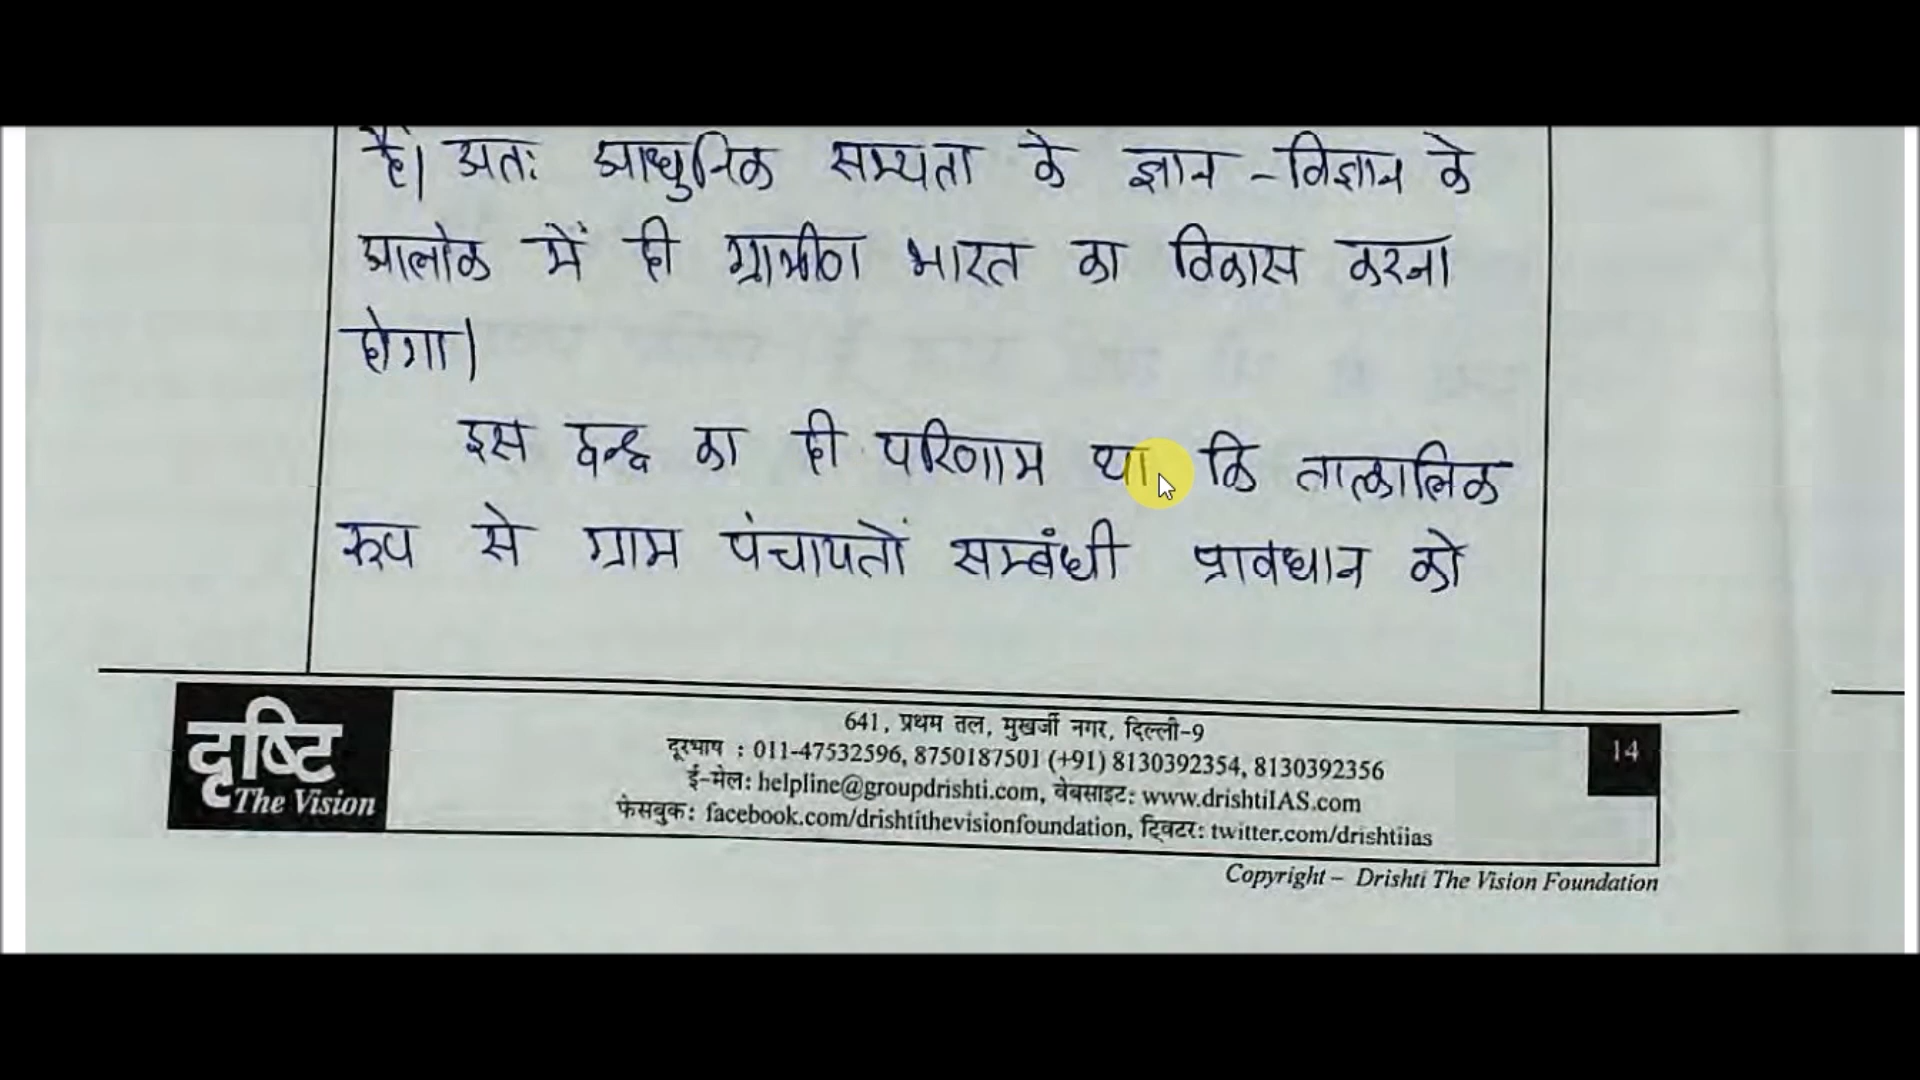 हैं। अतः आधुनिक सभ्यता के ज्ञान-विज्ञान के
आलोक में ही ग्रामीण भारत का विकास करना
होगा।
इस द्वन्द्व का ही परिणाम था कि तात्कालिक
रूप से ग्राम पंचायतों सम्बंधी प्रावधान को
दृष्टि
The Vision
641, प्रथम तल, मुखर्जी नगर, दिल्ली-9
दूरभाष : 011-47532596, 8750187501 (+91) 8130392354, 8130392356
ई-मेल: helpline@groupdrishti.com, वेबसाइट: www.drishtiIAS.com
फेसबुक: facebook.com/drishtithevisionfoundation, ट्विटर: twitter.com/drishtiias
14
Copyright – Drishti The Vision Foundation